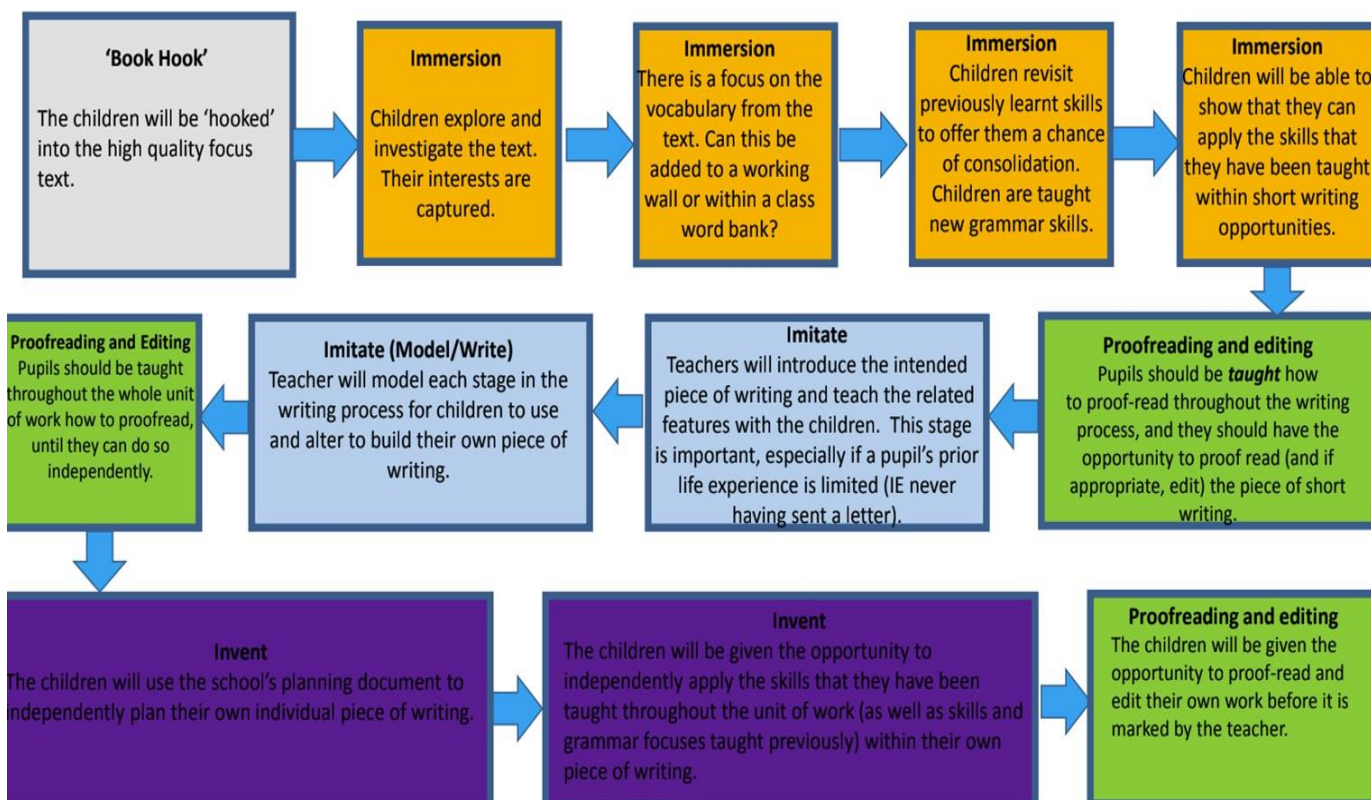 'Book Hook'
The children will be 'hooked'
into the high quality focus
text.
Immersion
Children explore and
investigate the text.
Their interests are
captured.
Immersion
There is a focus on the
vocabulary from the
text. Can this be
added to a working
wall or within a class
word bank?
Immersion
Children revisit
previously learnt skills
to offer them a chance
of consolidation.
Children are taught
new grammar skills.
Immersion
Children will be able to
show that they can
apply the skills that
they have been taught
within short writing
opportunities.
Proofreading and editing
Pupils should be taught how
to proof-read throughout the writing
process, and they should have the
opportunity to proof read (and if
appropriate, edit) the piece of short
writing.
Imitate
Teachers will introduce the intended
piece of writing and teach the related
features with the children. This stage
is important, especially if a pupil's prior
life experience is limited (IE never
having sent a letter).
Imitate (Model/Write)
Teacher will model each stage in the
writing process for children to use
and alter to build their own piece of
writing.
Proofreading and Editing
Pupils should be taught
throughout the whole unit
of work how to proofread,
until they can do so
independently.
Invent
The children will use the school's planning document to
independently plan their own individual piece of writing.
Invent
The children will be given the opportunity to
independently apply the skills that they have been
taught throughout the unit of work (as well as skills and
grammar focuses taught previously) within their own
piece of writing.
Proofreading and editing
The children will be given the
opportunity to proof-read and
edit their own work before it is
marked by the teacher.